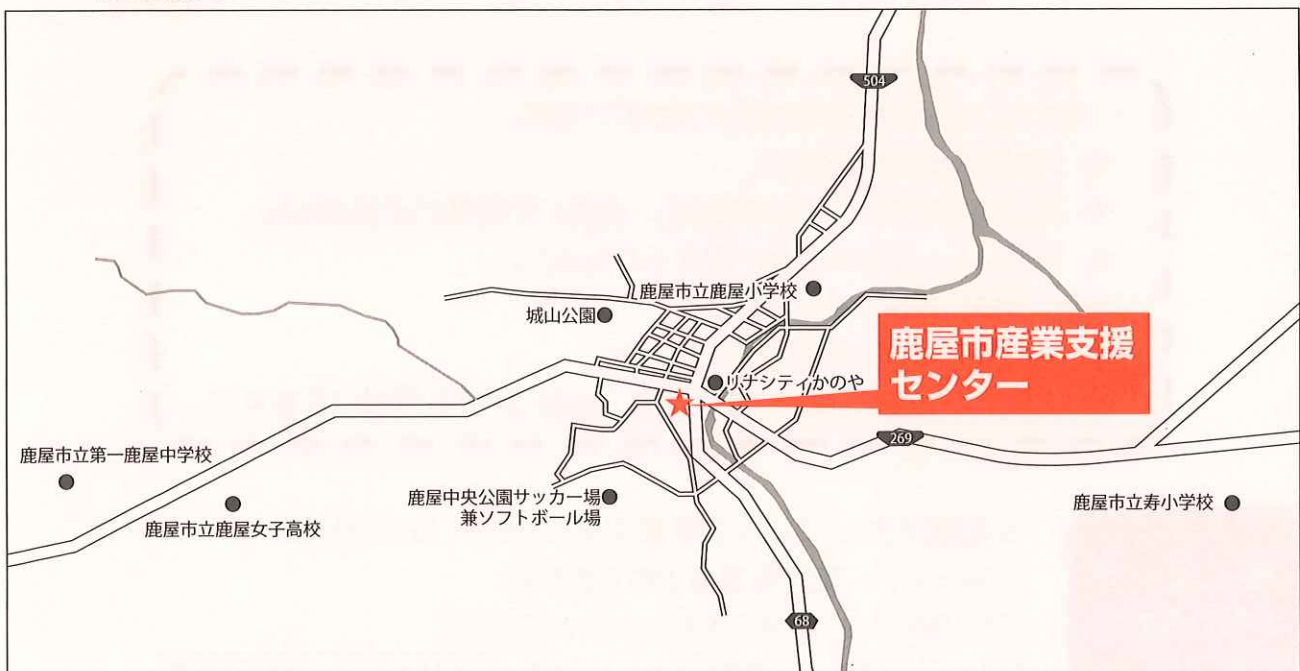 504
鹿屋市立鹿屋小学校
城山公園
鹿屋市産業支援
センター
リナシティかのや
269
鹿屋市立第一鹿屋中学校
鹿屋市立鹿屋女子高校
鹿屋中央公園サッカー場
兼ソフトボール場
鹿屋市立寿小学校
68